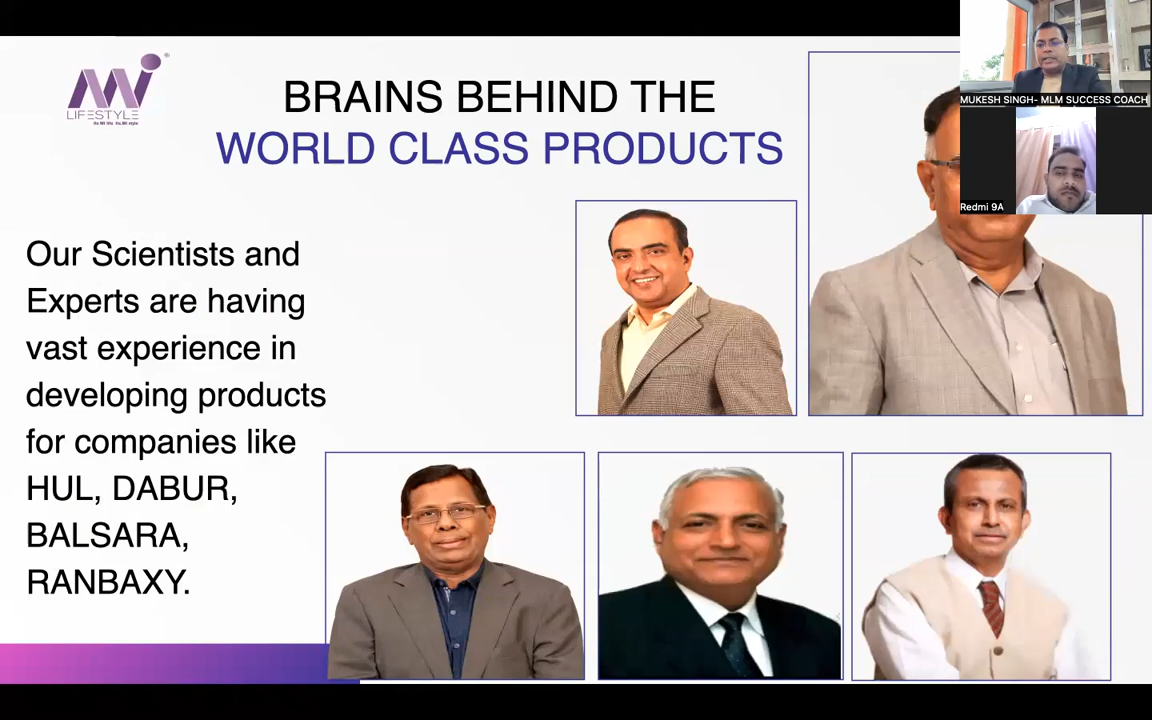 LIFESTYLE
BRAINS BEHIND THE
WORLD CLASS PRODUCTS
Our Scientists and
Experts are having
vast experience in
developing products
for companies like
HUL, DABUR,
BALSARA,
RANBAXY.
MUKESH SINGH- MLM SUCCESS COACH
Redmi 9A